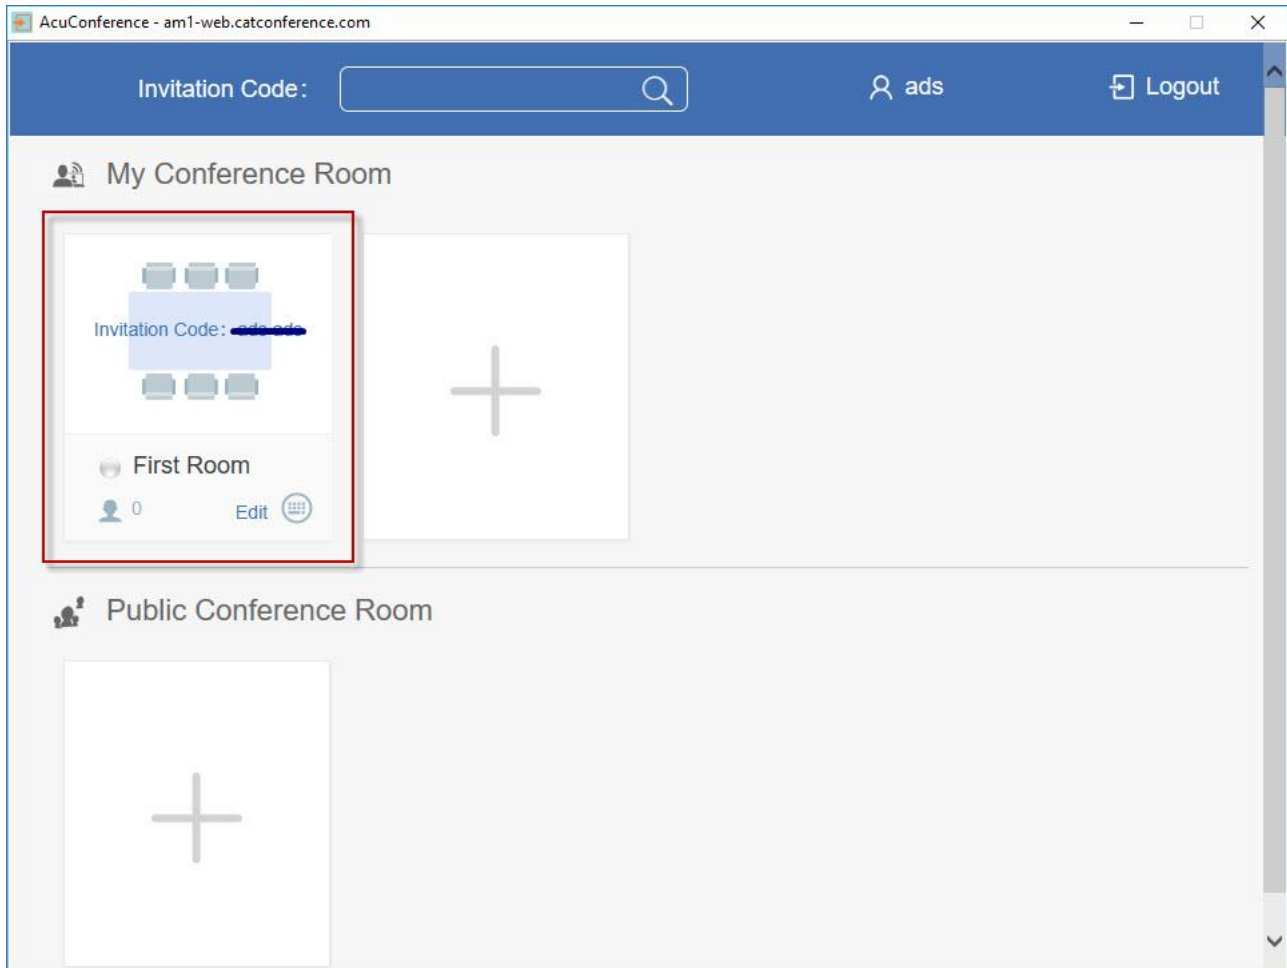 AcuConference - am1-web.catconference.com
Invitation Code:
ads
Logout
My Conference Room
Invitation Code:
First Room
0
Edit
Public Conference Room